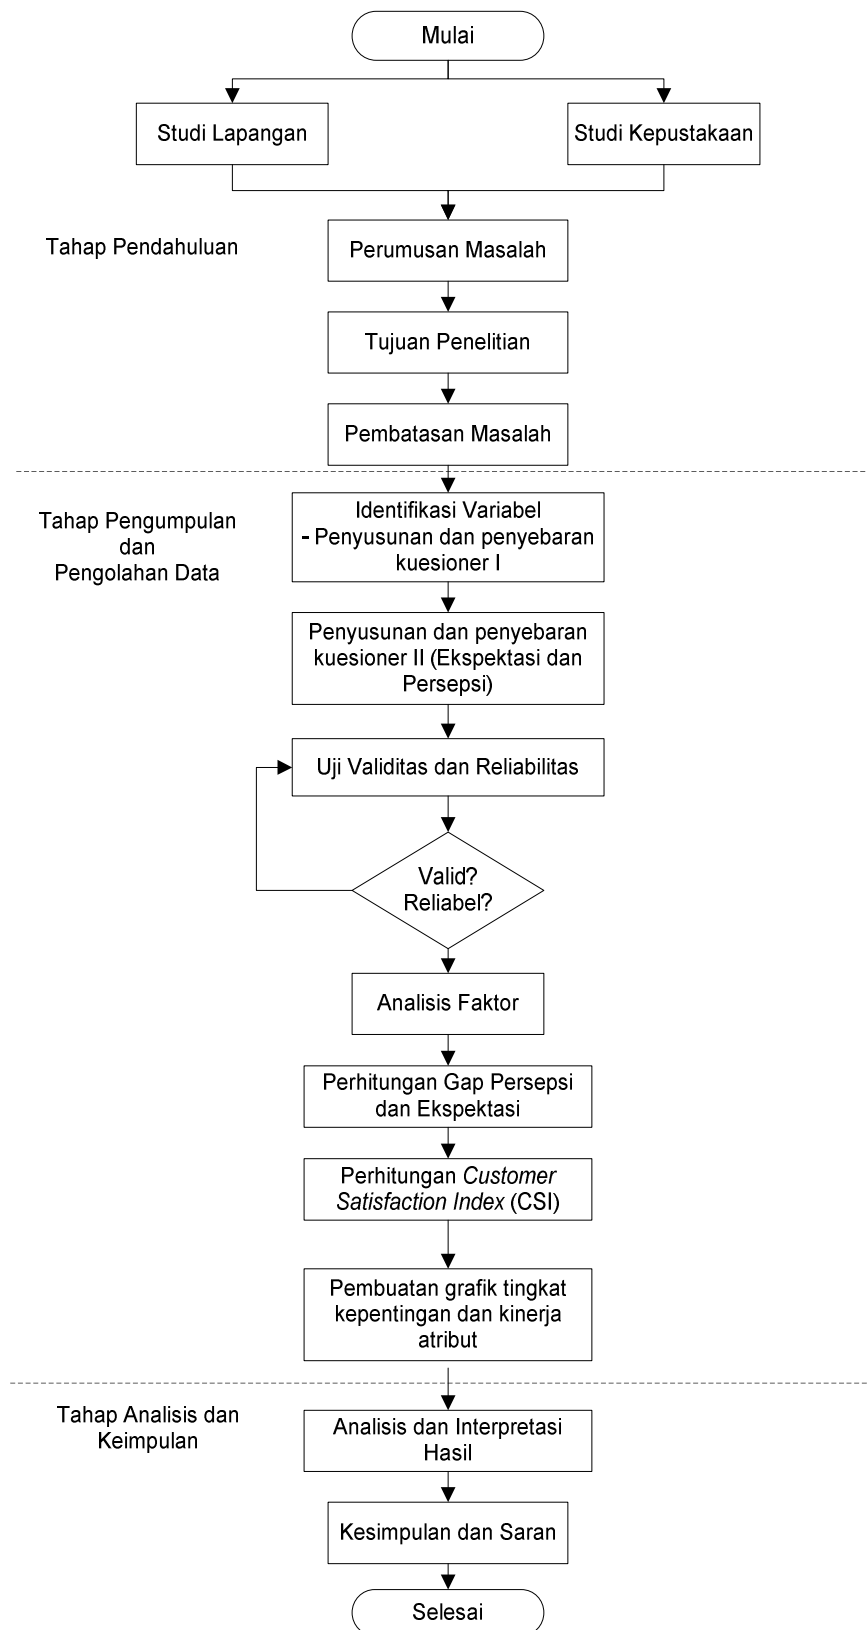 Mulai
Studi Lapangan
Studi Kepustakaan
Tahap Pendahuluan
Perumusan Masalah
Tujuan Penelitian
Pembatasan Masalah
Tahap Pengumpulan
dan
Pengolahan Data
Identifikasi Variabel
- Penyusunan dan penyebaran
kuesioner I
Penyusunan dan penyebaran
kuesioner II (Ekspektasi dan
Persepsi)
Uji Validitas dan Reliabilitas
Valid?
Reliabel?
Analisis Faktor
Perhitungan Gap Persepsi
dan Ekspektasi
Perhitungan Customer
Satisfaction Index (CSI)
Pembuatan grafik tingkat
kepentingan dan kinerja
atribut
Tahap Analisis dan
Keimpulan
Analisis dan Interpretasi
Hasil
Kesimpulan dan Saran
Selesai